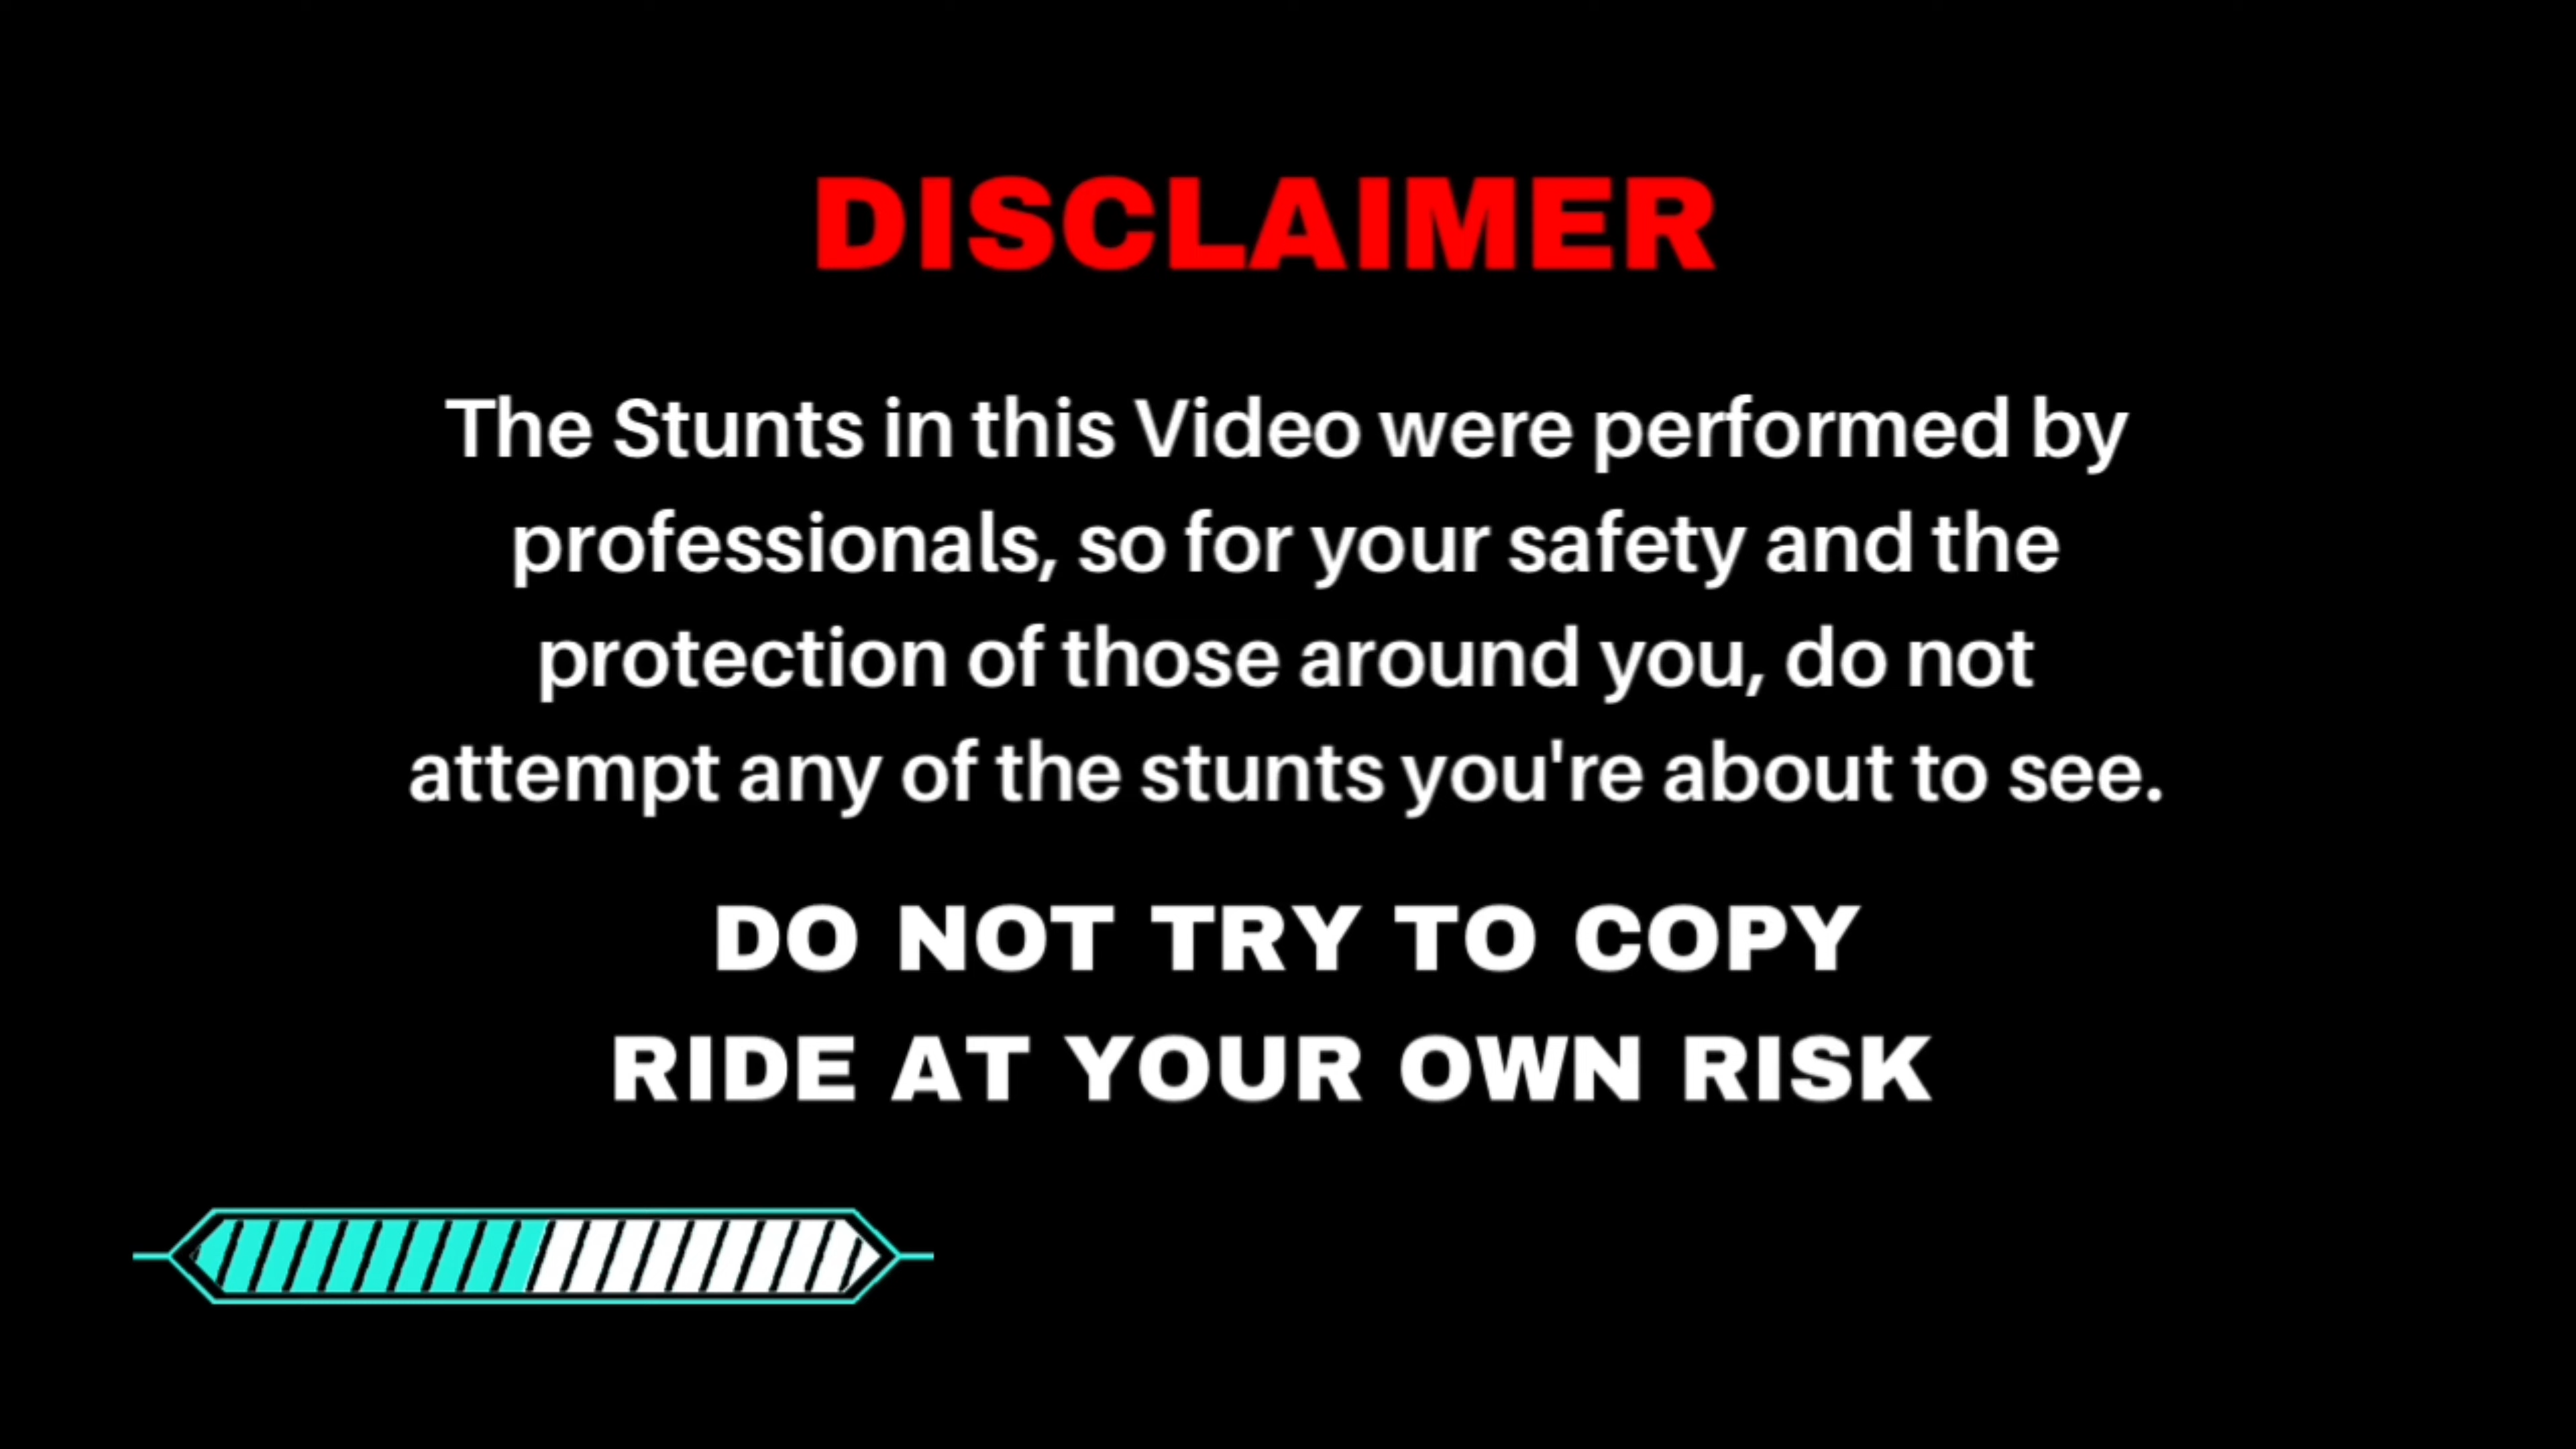 DISCLAIMER
The Stunts in this Video were performed by
professionals, so for your safety and the
protection of those around you, do not
attempt any of the stunts you're about to see.
DO NOT TRY TO COPY
RIDE AT YOUR OWN RISK